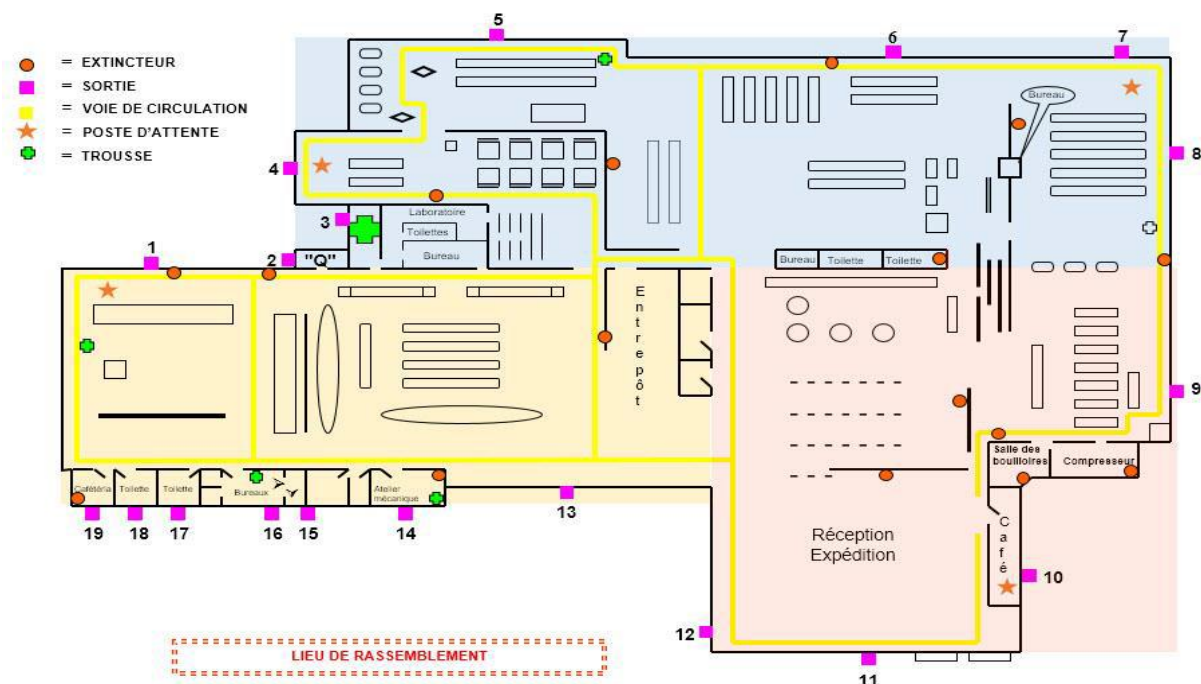 = EXTINCTEUR
= SORTIE
= VOIE DE CIRCULATION
= POSTE D'ATTENTE
= TROUSSE
5
6
7
Bureau
4
8
3
Laboratoire
Toilettes
Bureau
1
2
"Q"
Bureau
Toilette
Toilette
Entrepôt
9
Salle des
bouilloires
Compresseur
Cafétéria
Toilette
Toilette
Bureaux
Atelier
mécanique
19
18
17
16
15
14
13
Réception
Expédition
Café
10
12
11
LIEU DE RASSEMBLEMENT